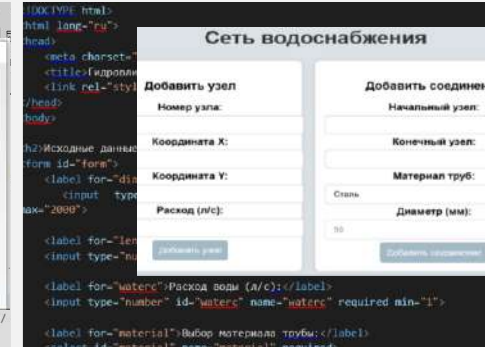 <!DOCTYPE html>
<html lang="ru">
<head>
<meta charset="
<title>Гидравли
<link rel="styl
</head>
<body>
<h2>Исходные данные
<form id="form">
<label for="dia
<input type
max="2000">
<label for="len
<input type="nu
<label for="waterc">Расход воды (л/с):</label>
<input type="number" id="waterc" name="waterc" required min="1">
<label for="material">Выбор материала трубы:</label>
Сеть водоснабжения
Добавить узел
Номер узла:
Координата X:
Координата Y:
Расход (л/с):
Добавить узел
Добавить соединен
Начальный узел:
Конечный узел:
Материал труб:
Сталь
Диаметр (мм):
50
Добавить соединение